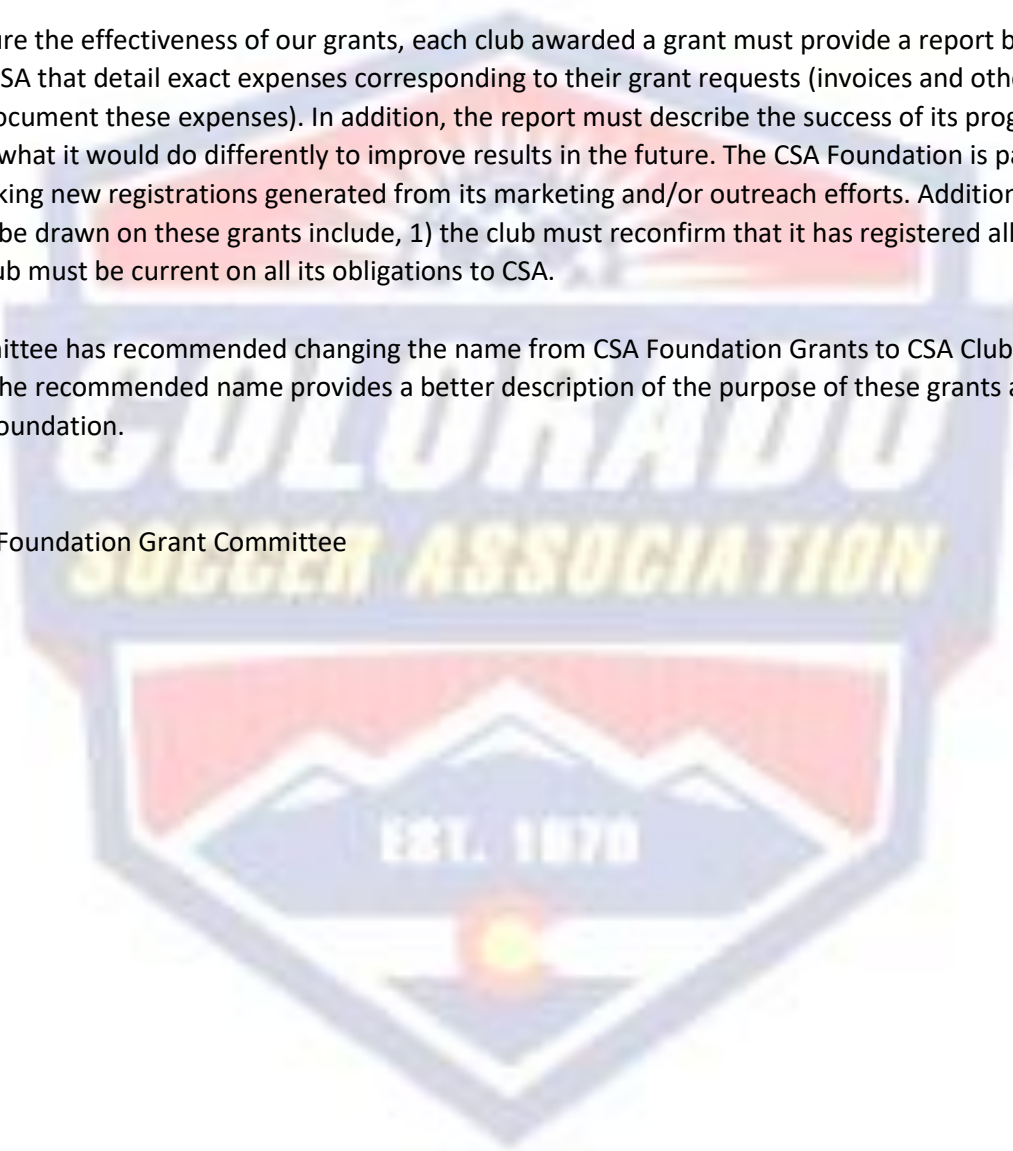 ure the effectiveness of our grants, each club awarded a grant must provide a report b
SA that detail exact expenses corresponding to their grant requests (invoices and othe
ocument these expenses). In addition, the report must describe the success of its prog
what it would do differently to improve results in the future. The CSA Foundation is pa
king new registrations generated from its marketing and/or outreach efforts. Addition
be drawn on these grants include, 1) the club must reconfirm that it has registered all
ub must be current on all its obligations to CSA.
ittee has recommended changing the name from CSA Foundation Grants to CSA Club
he recommended name provides a better description of the purpose of these grants a
oundation.
Foundation Grant Committee
COLORADO
SOCCER ASSOCIATION
EST. 1970